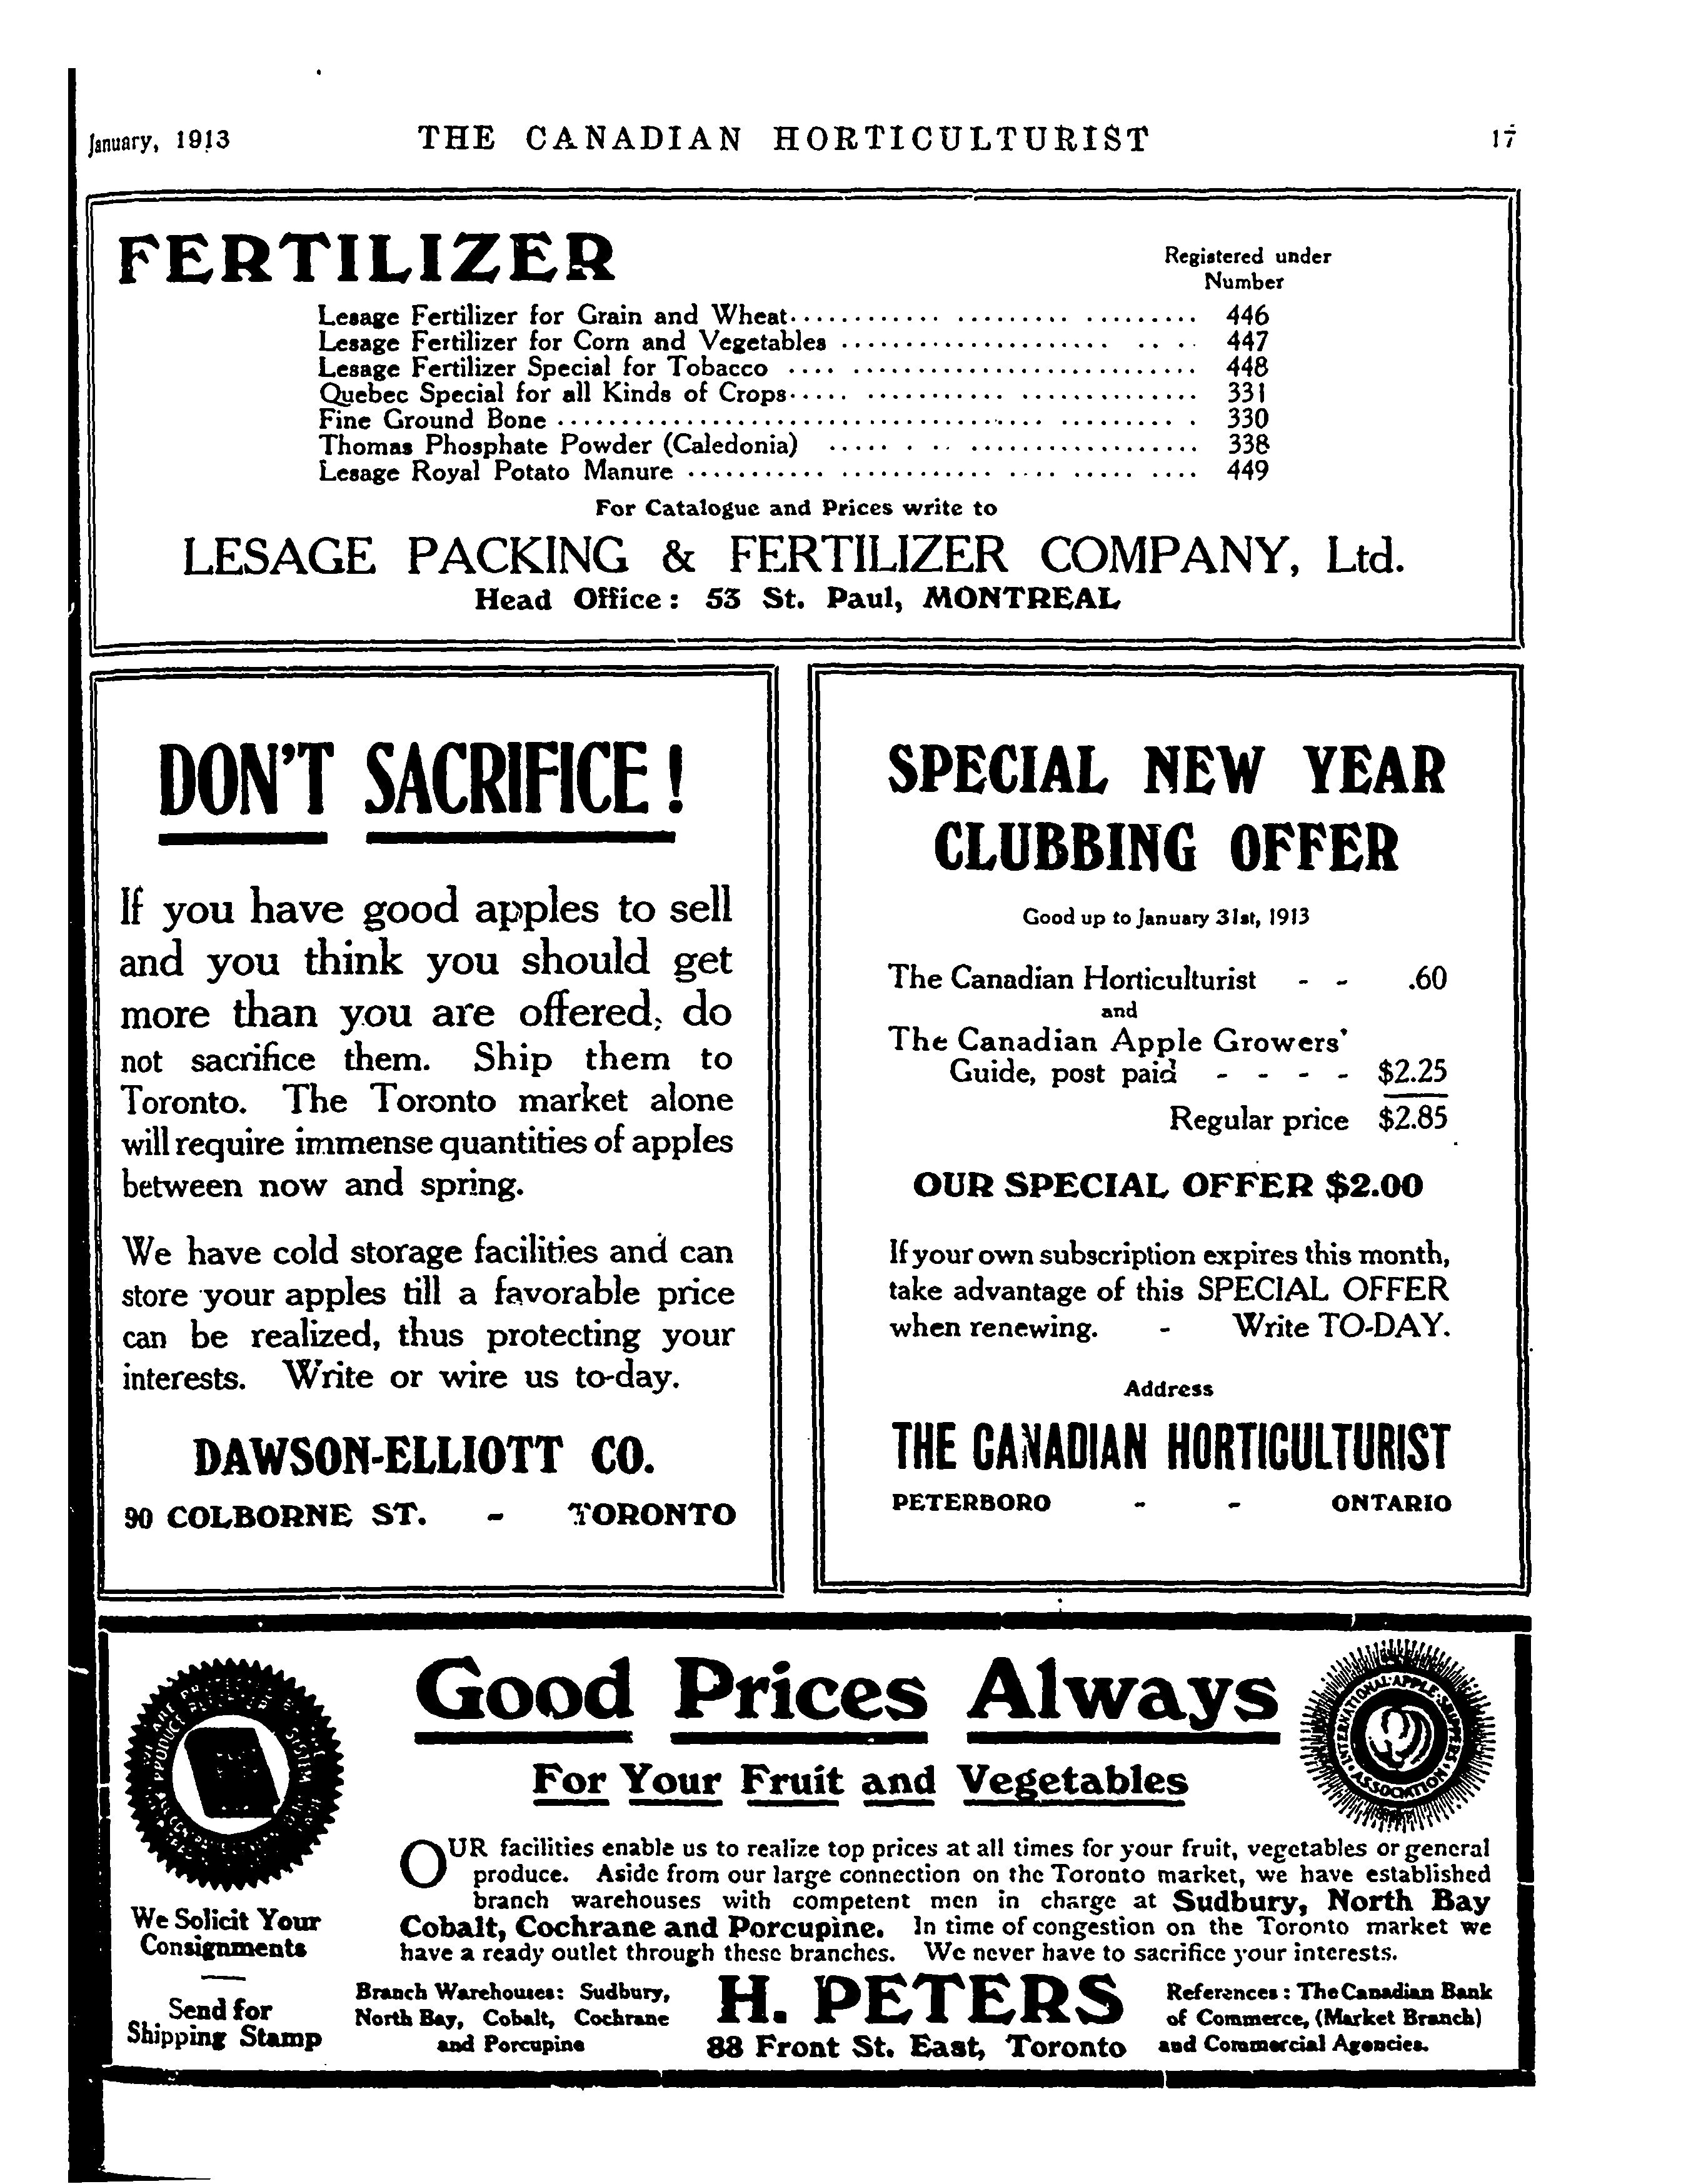 January, 1913 THE CANADIAN HORTICULTURIST 17
FERTILIZER
Registered under
Number
Lesage Fertilizer for Grain and Wheat 446
Lesage Fertilizer for Corn and Vegetables 447
Lesage Fertilizer Special for Tobacco 448
Quebec Special for all Kinds of Crops 331
Fine Ground Bone 330
Thomas Phosphate Powder (Caledonia) 338
Lesage Royal Potato Manure 449
For Catalogue and Prices write to
LESAGE PACKING & FERTILIZER COMPANY, Ltd.
Head Office: 53 St. Paul, MONTREAL
DON'T SACRIFICE!
If you have good apples to sell
and you think you should get
more than you are offered, do
not sacrifice them. Ship them to
Toronto. The Toronto market alone
will require immense quantities of apples
between now and spring.
We have cold storage facilities and can
store your apples till a favorable price
can be realized, thus protecting your
interests. Write or wire us to-day.
DAWSON-ELLIOTT CO.
90 COLBORNE ST. - TORONTO
SPECIAL NEW YEAR
CLUBBING OFFER
Good up to January 31st, 1913
The Canadian Horticulturist - - .60
and
The Canadian Apple Growers'
Guide, post paid - - - - $2.25
Regular price $2.85
OUR SPECIAL OFFER $2.00
If your own subscription expires this month,
take advantage of this SPECIAL OFFER
when renewing. - Write TO-DAY.
Address
THE CANADIAN HORTICULTURIST
PETERBORO - - ONTARIO
Good Prices Always
For Your Fruit and Vegetables
INTERNATIONAL APPLE SHIPPERS
ASSOCIATION
PRODUCE
OUR facilities enable us to realize top prices at all times for your fruit, vegetables or general
produce. Aside from our large connection on the Toronto market, we have established
branch warehouses with competent men in charge at Sudbury, North Bay
Cobalt, Cochrane and Porcupine. In time of congestion on the Toronto market we
have a ready outlet through these branches. We never have to sacrifice your interests.
We Solicit Your
Consignments
Send for
Shipping Stamp
Branch Warehouses: Sudbury,
North Bay, Cobalt, Cochrane
and Porcupine
H. PETERS
88 Front St. East, Toronto
References: The Canadian Bank
of Commerce, (Market Branch)
and Commercial Agencies.